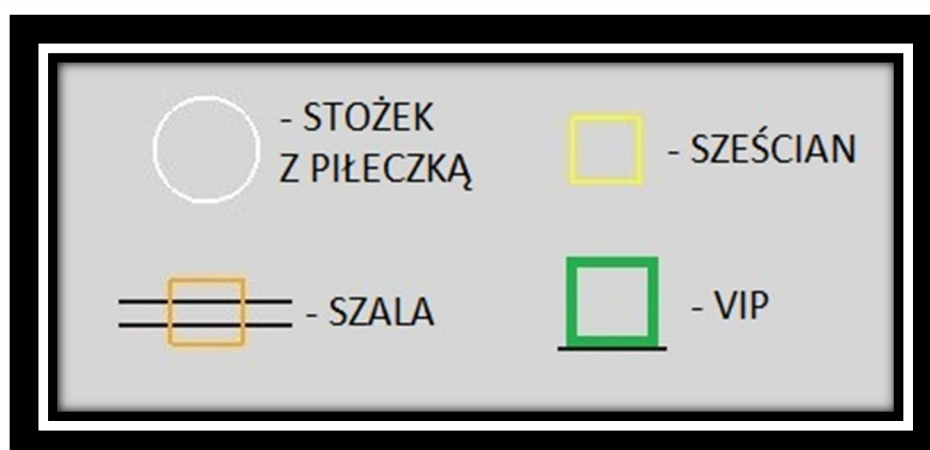 - STOŻEK
Z PIŁECZKĄ
- SZEŚCIAN
- SZALA
- VIP